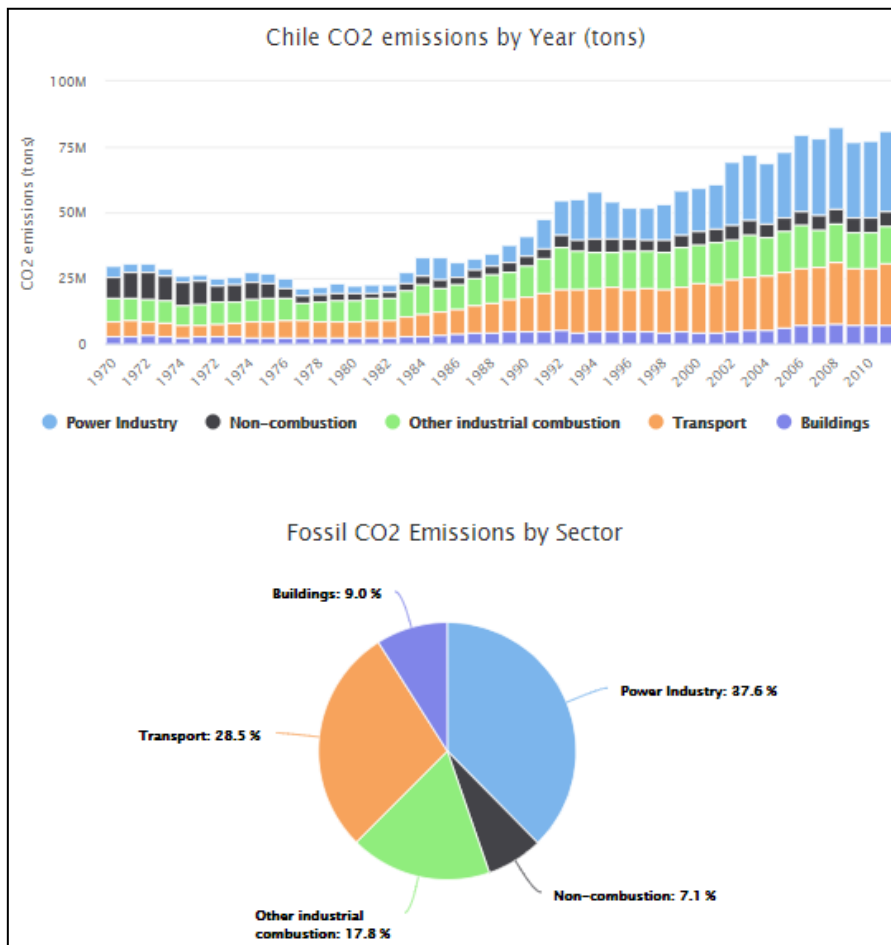 Chile CO2 emissions by Year (tons)
100M
75M
50M
25M
0
CO2 emissions (tons)
1970 1972 1974 1972 1974 1976 1978 1980 1982 1984 1986 1988 1990 1992 1994 1996 1998 2000 2002 2004 2006 2008 2010
Power Industry Non-combustion Other industrial combustion Transport Buildings
Fossil CO2 Emissions by Sector
Buildings: 9.0 %
Power Industry: 37.6 %
Transport: 28.5 %
Non-combustion: 7.1 %
Other industrial
combustion: 17.8 %